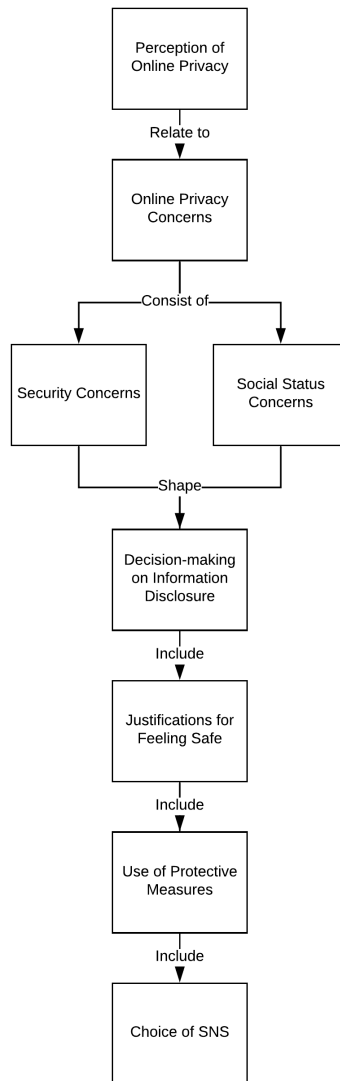 Perception of
Online Privacy
Relate to
Online Privacy
Concerns
Consist of
Security Concerns
Social Status
Concerns
Shape
Decision-making
on Information
Disclosure
Include
Justifications for
Feeling Safe
Include
Use of Protective
Measures
Include
Choice of SNS